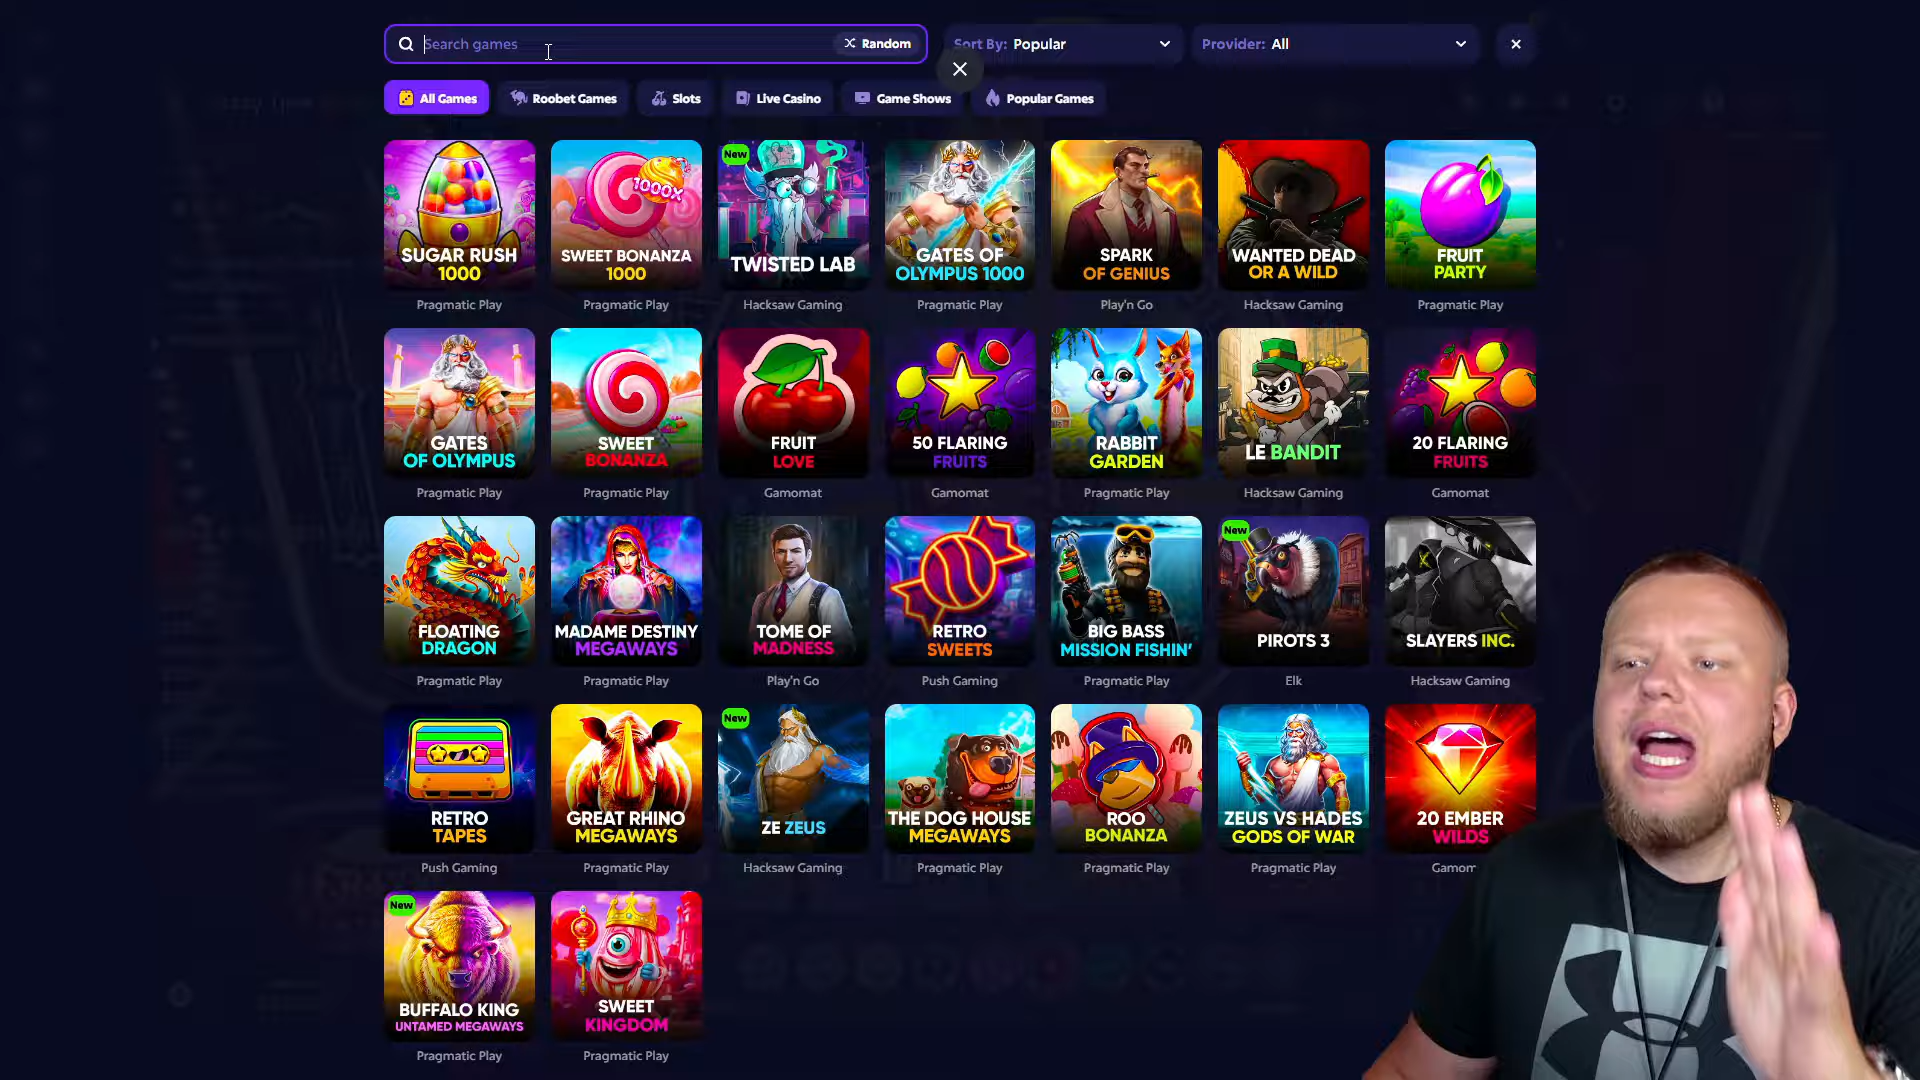 Search games
Random
Sort By: Popular
Provider: All
All Games
Roobet Games
Slots
Live Casino
Game Shows
Popular Games
SUGAR RUSH
1000
Pragmatic Play
1000X
SWEET BONANZA
1000
Pragmatic Play
New
TWISTED LAB
Hacksaw Gaming
GATES OF
OLYMPUS 1000
Pragmatic Play
SPARK
OF GENIUS
Play'n Go
WANTED DEAD
OR A WILD
Hacksaw Gaming
FRUIT
PARTY
Pragmatic Play
GATES
OF OLYMPUS
Pragmatic Play
SWEET
BONANZA
Pragmatic Play
FRUIT
LOVE
Gamomat
50 FLARING
FRUITS
Gamomat
RABBIT
GARDEN
Pragmatic Play
LE BANDIT
Hacksaw Gaming
20 FLARING
FRUITS
Gamomat
FLOATING
DRAGON
Pragmatic Play
MADAME DESTINY
MEGAWAYS
Pragmatic Play
TOME OF
MADNESS
Play'n Go
RETRO
SWEETS
Push Gaming
BIG BASS
MISSION FISHIN'
Pragmatic Play
New
PIROTS 3
Elk
SLAYERS INC.
Hacksaw Gaming
RETRO
TAPES
Push Gaming
GREAT RHINO
MEGAWAYS
Pragmatic Play
New
ZE ZEUS
Hacksaw Gaming
THE DOG HOUSE
MEGAWAYS
Pragmatic Play
ROO
BONANZA
Pragmatic Play
ZEUS VS HADES
GODS OF WAR
Pragmatic Play
20 EMBER
WILDS
Gamom
New
BUFFALO KING
UNTAMED MEGAWAYS
Pragmatic Play
SWEET
KINGDOM
Pragmatic Play